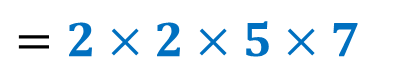 = 2 × 2 × 5 × 7